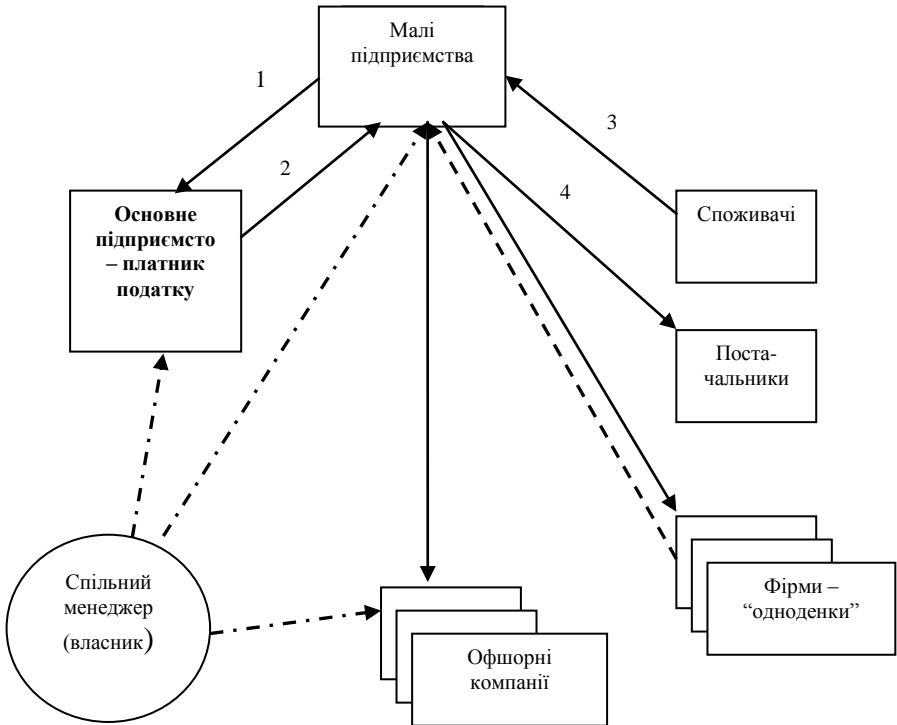 Малі
підприємства
1
2
3
4
Основне
підприємсто
– платник
податку
Споживачі
Поста-
чальники
Спільний
менеджер
(власник)
Фірми –
“одноденки”
Офшорні
компанії